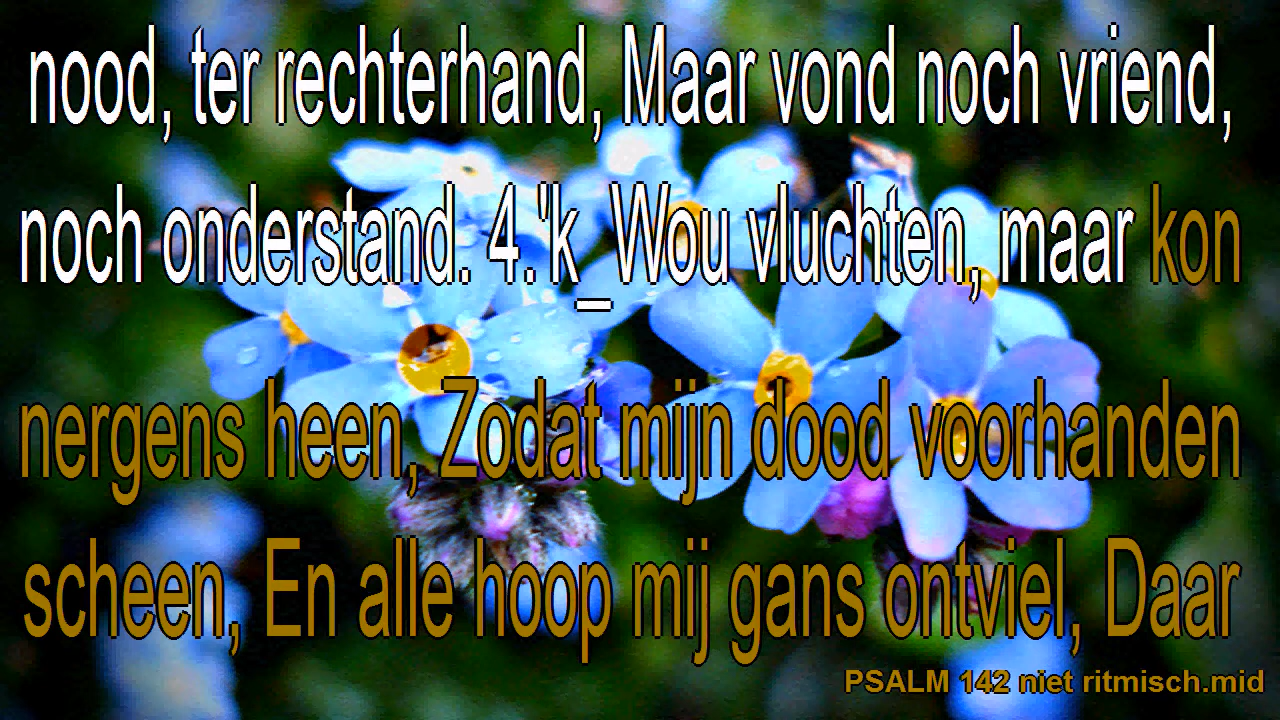 nood, ter rechterhand, Maar vond noch vriend,
noch onderstand. 4.'k_Wou vluchten, maar kon
nergens heen, Zodat mijn dood voorhanden
scheen, En alle hoop mij gans ontviel, Daar
PSALM 142 niet ritmisch.mid